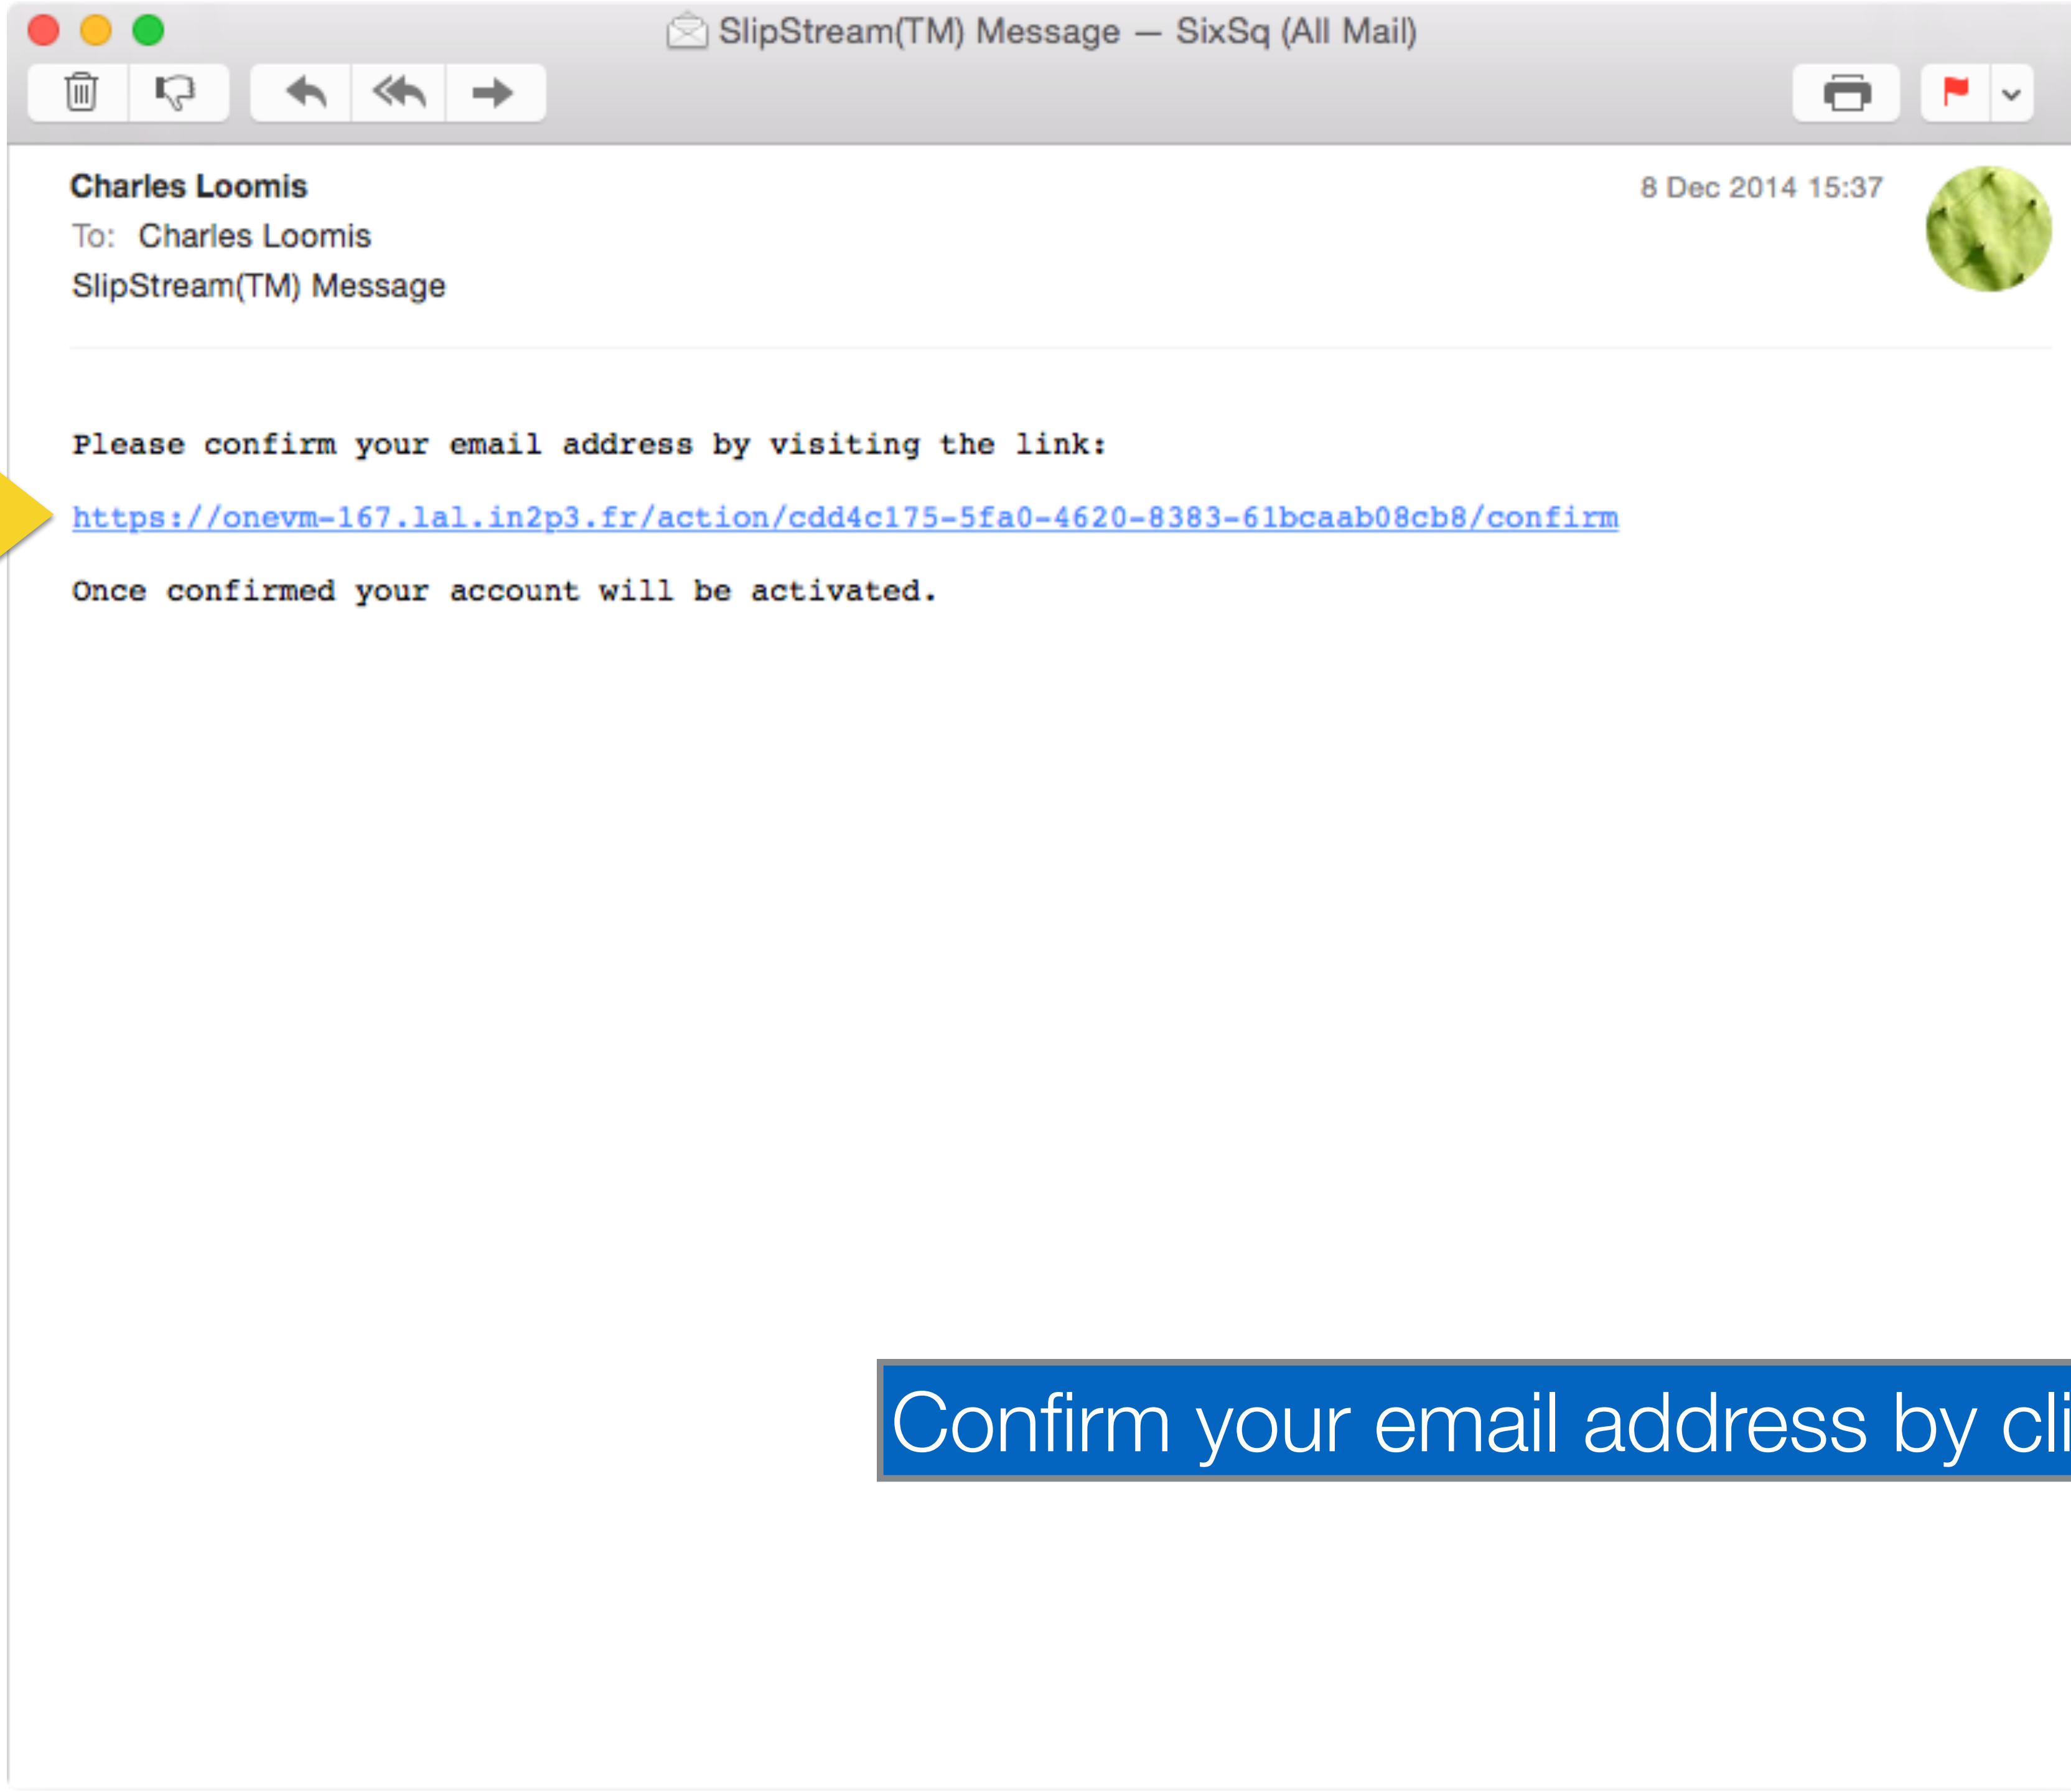 SlipStream(TM) Message — SixSq (All Mail)
Charles Loomis
8 Dec 2014 15:37
To: Charles Loomis
SlipStream(TM) Message
Please confirm your email address by visiting the link:
https://onevm-167.lal.in2p3.fr/action/cdd4c175-5fa0-4620-8383-61bcaab08cb8/confirm
Once confirmed your account will be activated.
Confirm your email address by cli